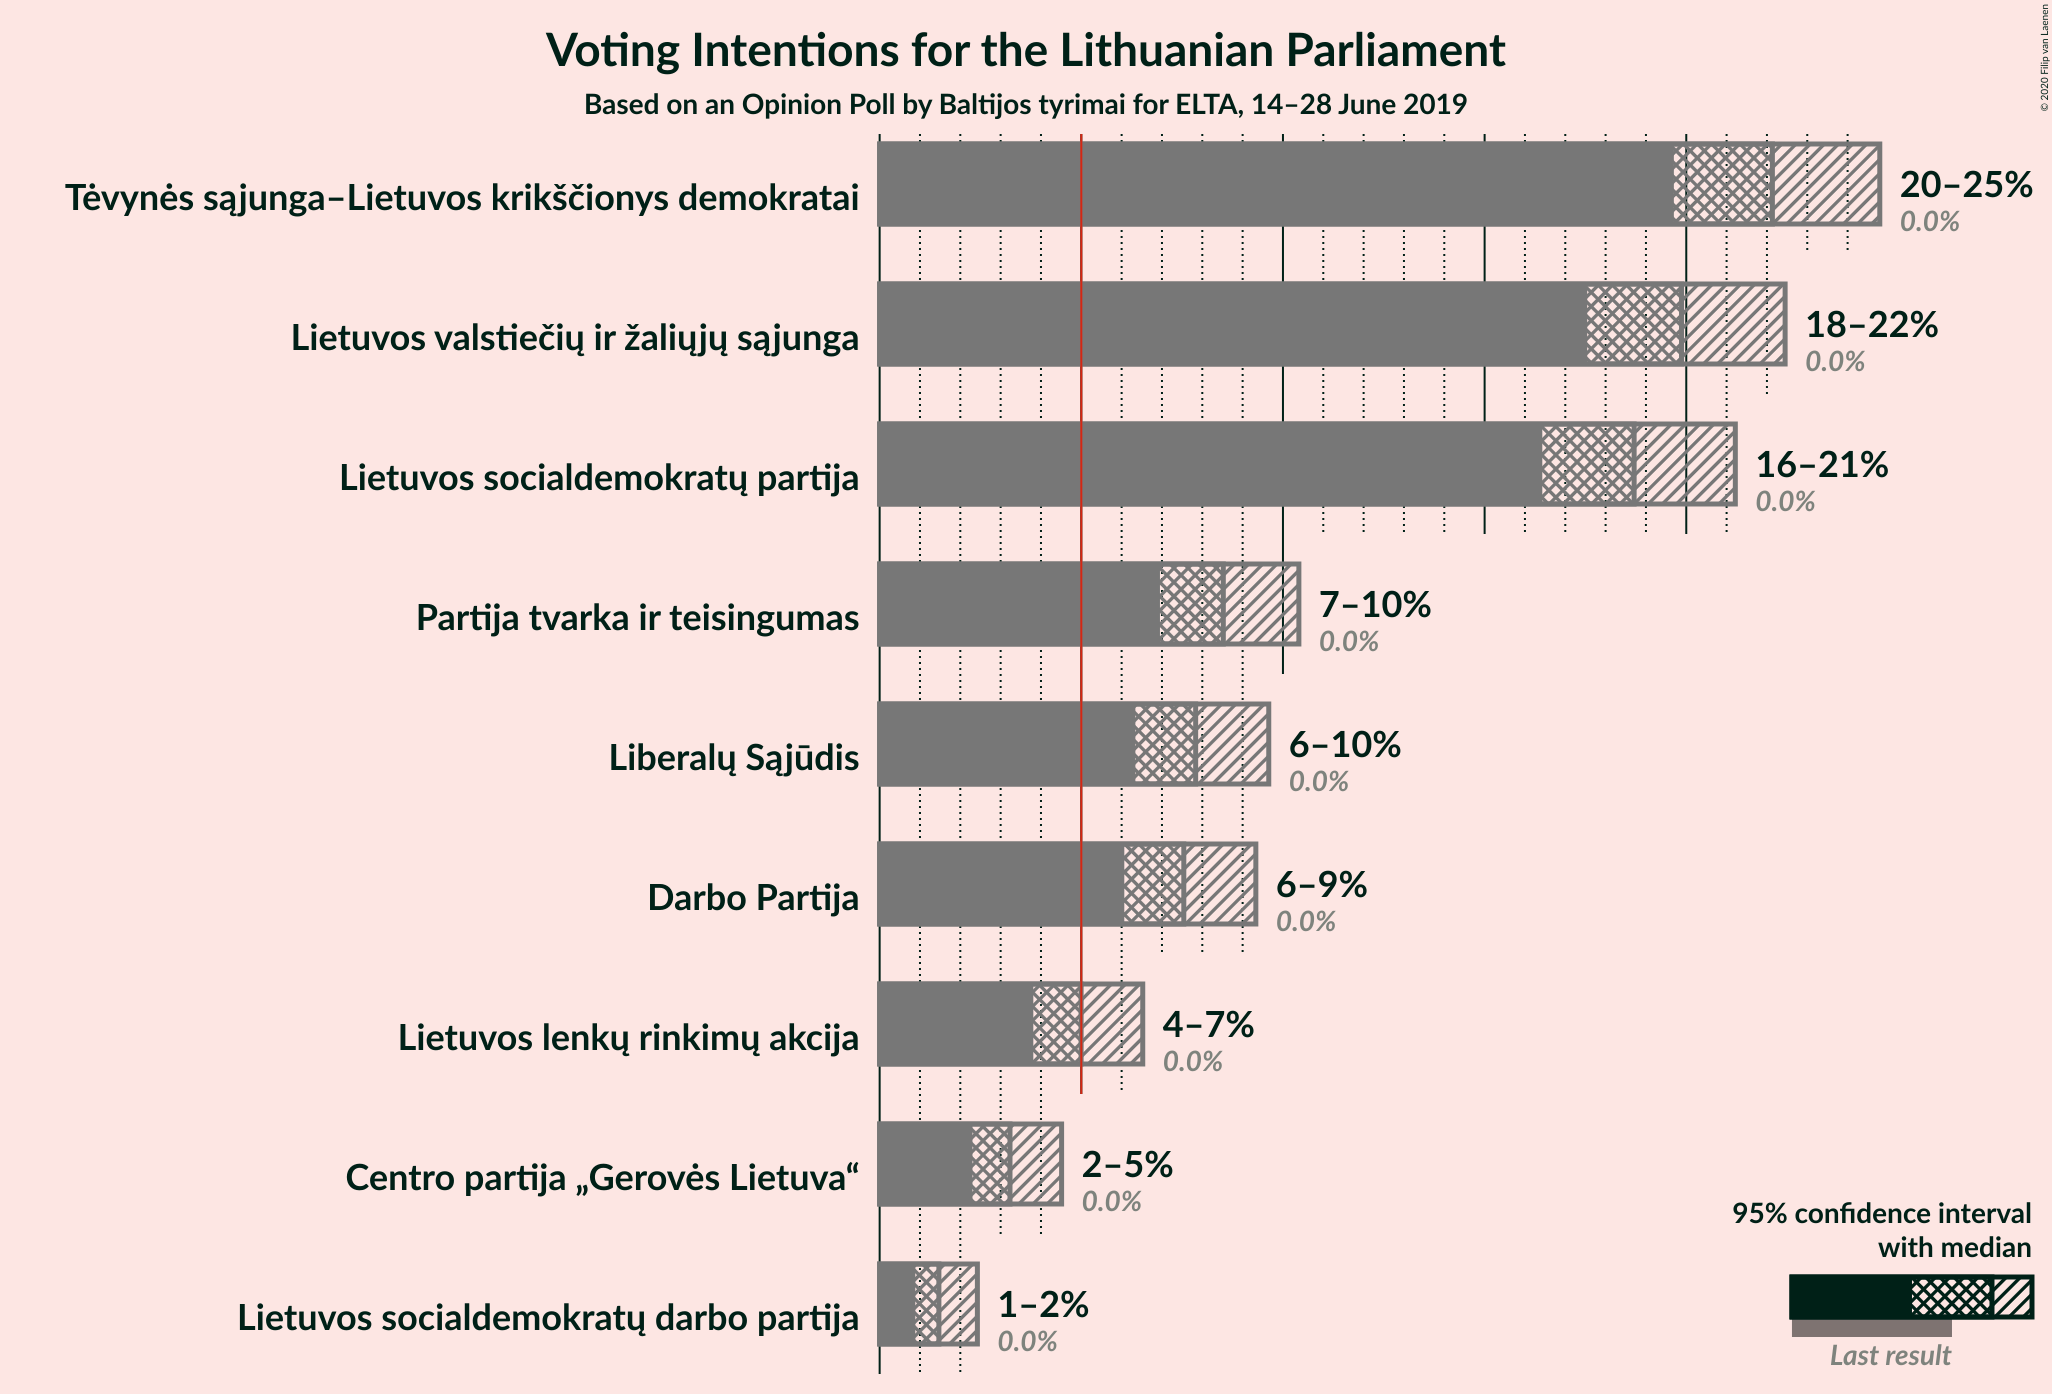 Voting Intentions for the Lithuanian Parliament
Based on an Opinion Poll by Baltijos tyrimai for ELTA, 14–28 June 2019
© 2020 Filip van Laenen
Tėvynės sąjunga–Lietuvos krikščionys demokratai
20–25%
0.0%
Lietuvos valstiečių ir žaliųjų sąjunga
18–22%
0.0%
Lietuvos socialdemokratų partija
16–21%
0.0%
Partija tvarka ir teisingumas
7–10%
0.0%
Liberalų Sąjūdis
6–10%
0.0%
Darbo Partija
6–9%
0.0%
Lietuvos lenkų rinkimų akcija
4–7%
0.0%
Centro partija „Gerovės Lietuva“
2–5%
0.0%
Lietuvos socialdemokratų darbo partija
1–2%
0.0%
95% confidence interval
with median
Last result